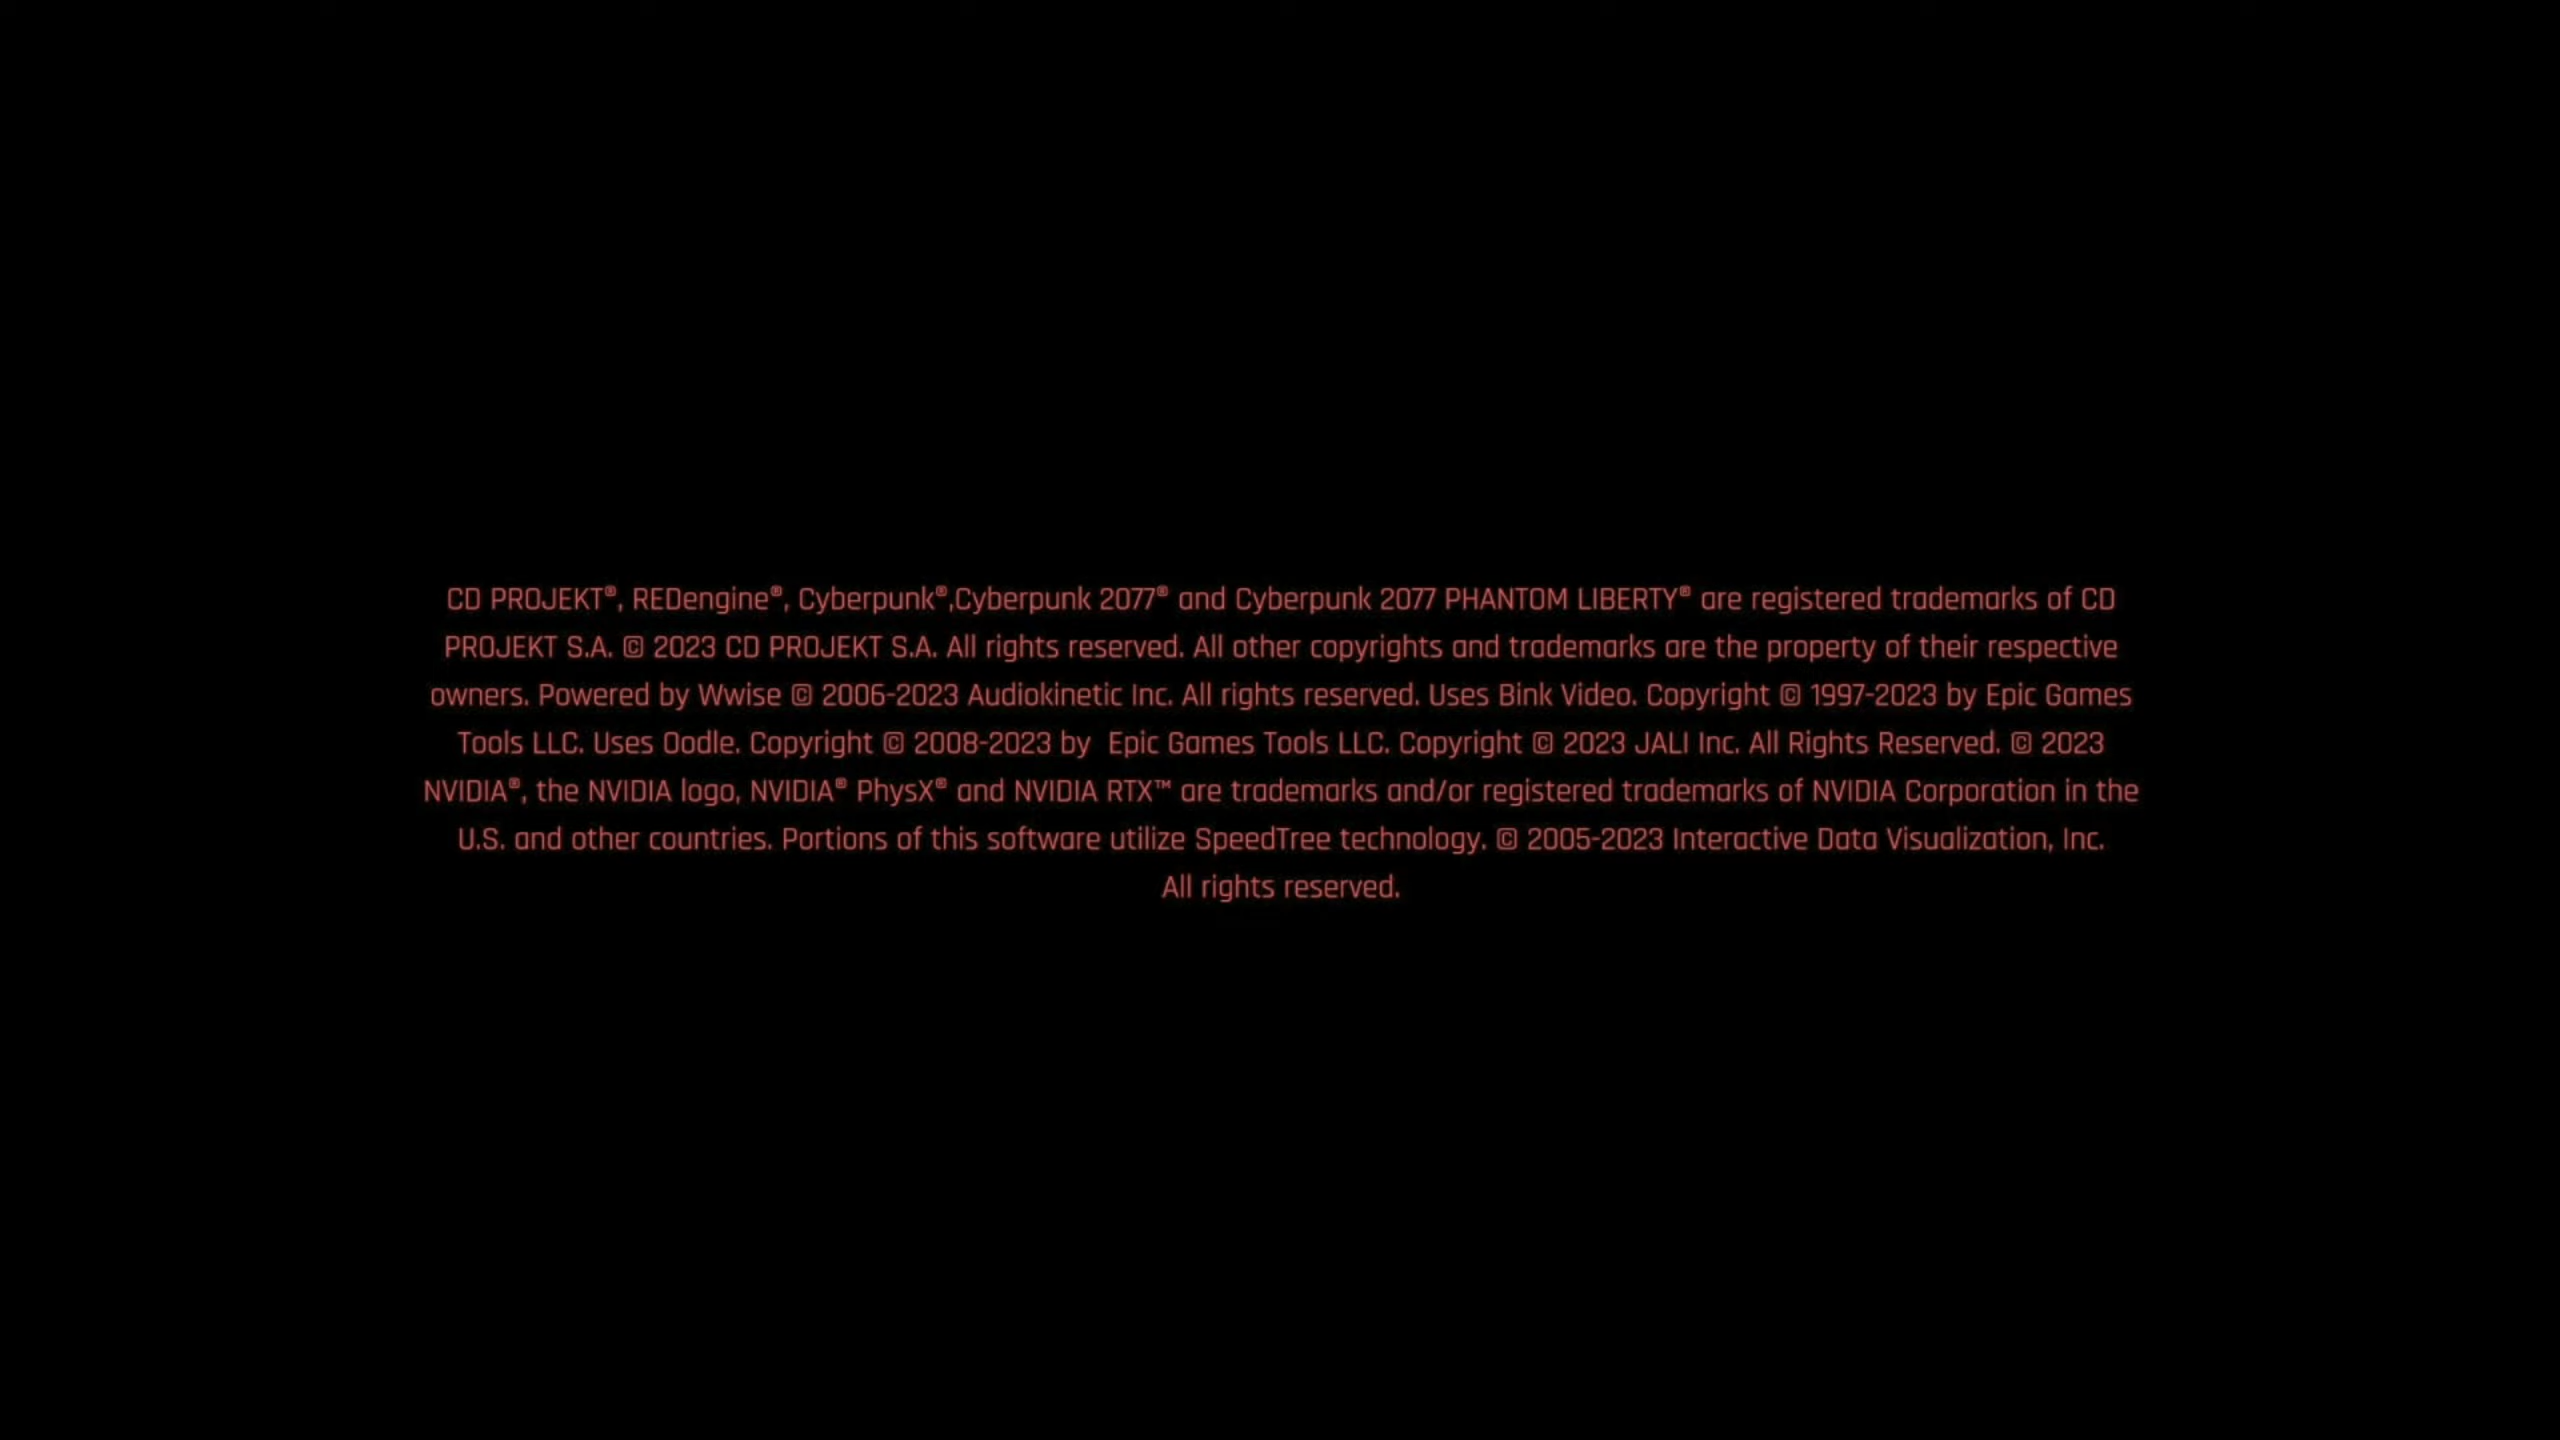 CD PROJEKT®, REDengine®, Cyberpunk®,Cyberpunk 2077® and Cyberpunk 2077 PHANTOM LIBERTY® are registered trademarks of CD
PROJEKT S.A. © 2023 CD PROJEKT S.A. All rights reserved. All other copyrights and trademarks are the property of their respective
owners. Powered by Wwise © 2006-2023 Audiokinetic Inc. All rights reserved. Uses Bink Video. Copyright © 1997-2023 by Epic Games
Tools LLC. Uses Oodle. Copyright © 2008-2023 by  Epic Games Tools LLC. Copyright © 2023 JALI Inc. All Rights Reserved. © 2023
NVIDIA®, the NVIDIA logo, NVIDIA® PhysX® and NVIDIA RTX™ are trademarks and/or registered trademarks of NVIDIA Corporation in the
U.S. and other countries. Portions of this software utilize SpeedTree technology. © 2005-2023 Interactive Data Visualization, Inc.
All rights reserved.